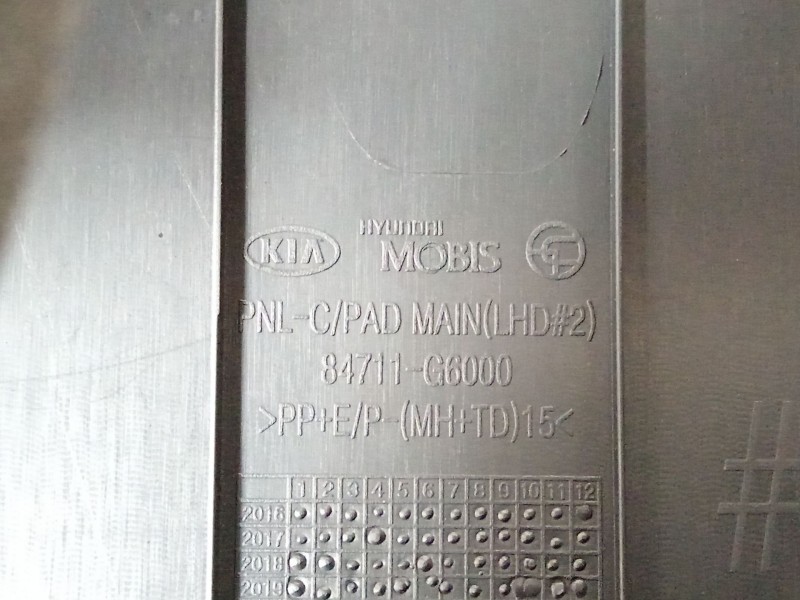 KIA HYUNDAI MOBIS
PNL-C/PAD MAIN(LHD#2)
84711-G6000
>PP+E/P-(MH+TD)15<
1 2 3 4 5 6 7 8 9 10 11 12
2016
2017
2018
2019
#